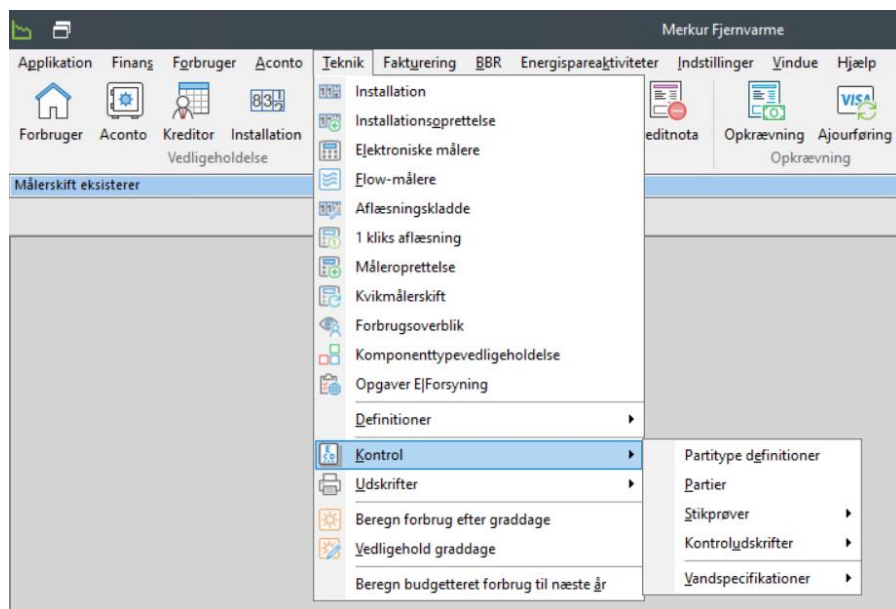 Merkur Fjernvarme
Applikation Finans Forbruger Aconto Teknik Fakturering BBR Energispareaktiviteter Indstillinger Vindue Hjælp
Forbruger Aconto Kreditor Installation
Vedligeholdelse
editnota Opkrævning Ajourføring
Opkrævning
VISA
Målerskift eksisterer
Installation
Installationsoprettelse
Elektroniske målere
Flow-målere
Aflæsningskladde
1 kliks aflæsning
Måleroprettelse
Kvikmålerskift
Forbrugsoverblik
Komponenttypevedligeholdelse
Opgaver E|Forsyning
Definitioner
Kontrol
Udskrifter
Beregn forbrug efter graddage
Vedligehold graddage
Beregn budgetteret forbrug til næste år
Partitype definitioner
Partier
Stikprøver
Kontroludskrifter
Vandspecifikationer